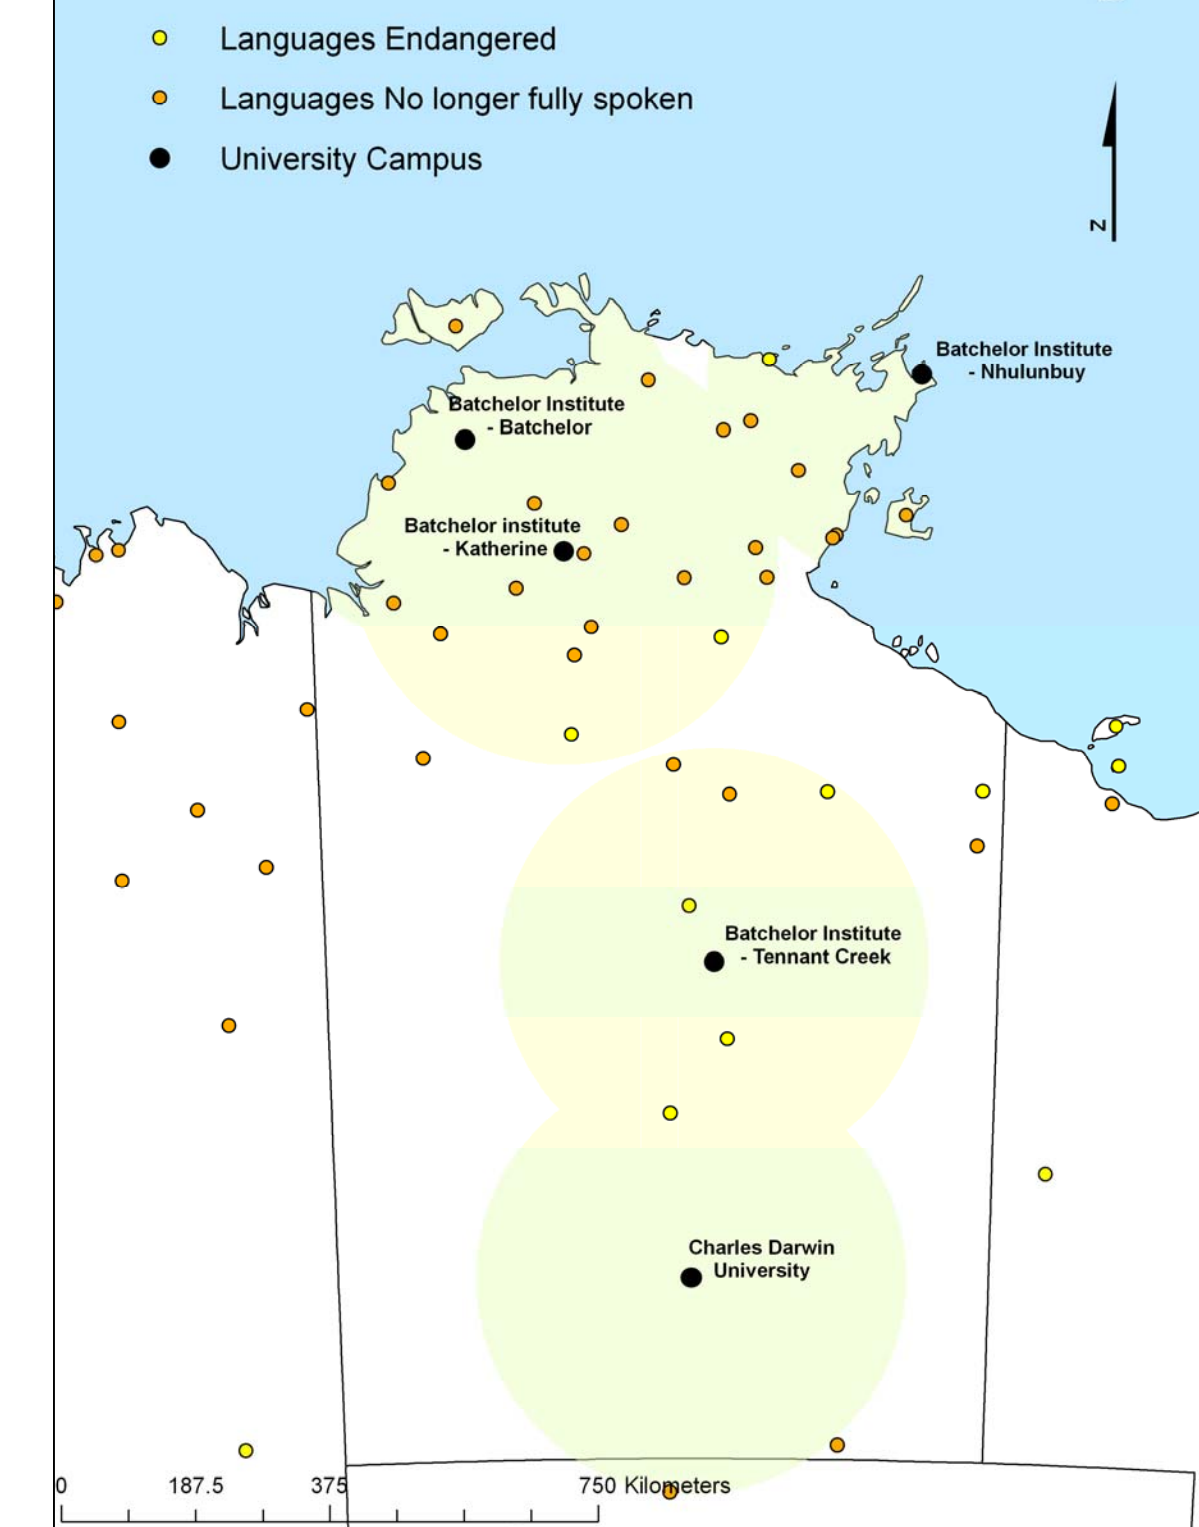 Languages Endangered
Languages No longer fully spoken
University Campus
N
Batchelor Institute
- Nhulunbuy
Batchelor Institute
- Batchelor
Batchelor institute
- Katherine
Batchelor Institute
- Tennant Creek
Charles Darwin
University
0 187.5 375 750 Kilometers